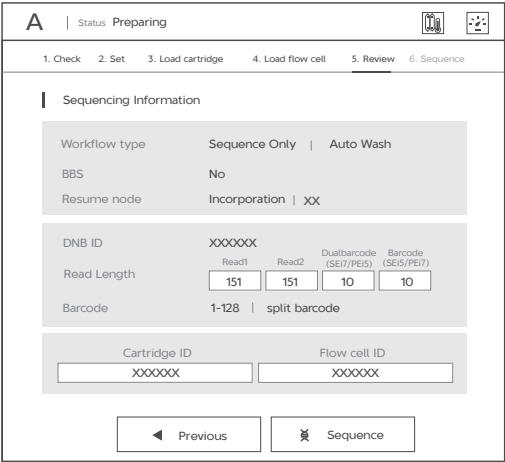 A | Status Preparing
1. Check 2. Set 3. Load cartridge 4. Load flow cell 5. Review 6. Sequence
Sequencing Information
Workflow type Sequence Only | Auto Wash
BBS No
Resume node Incorporation | XX
DNB ID XXXXXX
Read1 Read2 Dualbarcode (SEi7/PEi5) Barcode (SEi5/PEi7)
Read Length 151 151 10 10
Barcode 1-128 | split barcode
Cartridge ID Flow cell ID
XXXXXX XXXXXX
Previous Sequence